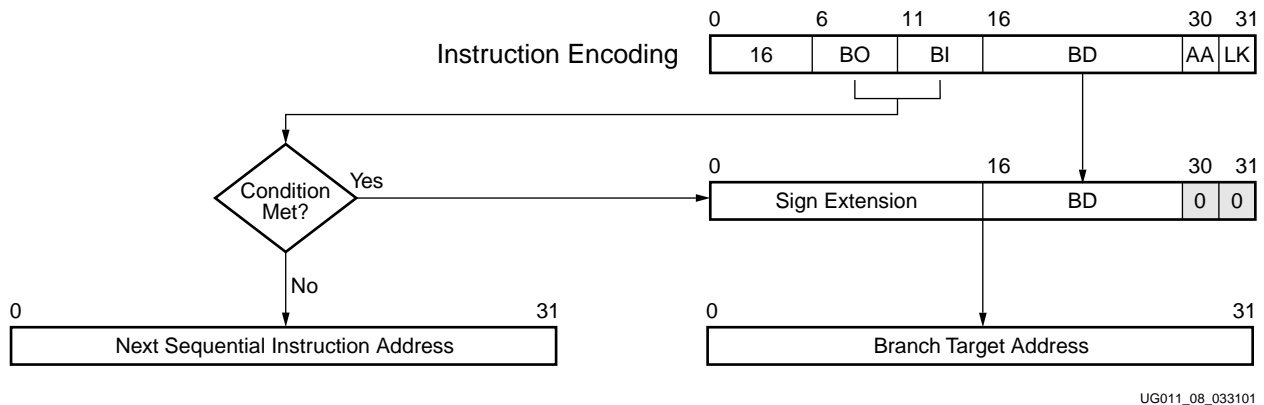 0 6 11 16 30 31
Instruction Encoding 16 BO BI BD AA LK
0 16 30 31
Condition
Met?
Yes
Sign Extension BD 0 0
No
0 31
Next Sequential Instruction Address
0 31
Branch Target Address
UG011_08_033101